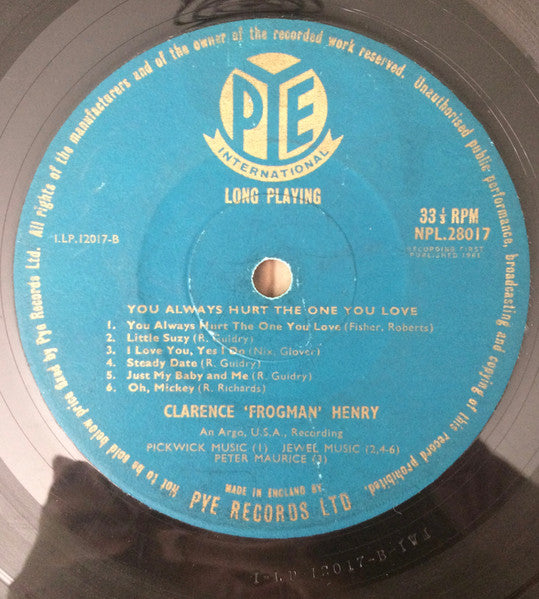 Not to be sold below price fixed by Pye Records Ltd. All rights of the manufacturers and of the owner of the recorded work reserved. Unauthorised public performance, broadcasting and copying of this record prohibited.
PYE
INTERNATIONAL
LONG PLAYING
I.LP.12017-B
33⅓ RPM
NPL.28017
RECORDING FIRST
PUBLISHED 1961
YOU ALWAYS HURT THE ONE YOU LOVE
1. You Always Hurt The One You Love (Fisher, Roberts)
2. Little Suzy (R. Guidry)
3. I Love You, Yes I Do (Nix, Glover)
4. Steady Date (R. Guidry)
5. Just My Baby and Me (R. Guidry)
6. Oh, Mickey (R. Richards)
CLARENCE 'FROGMAN' HENRY
An Argo, U.S.A., Recording
PICKWICK MUSIC (1) JEWEL MUSIC (2,4-6)
PETER MAURICE (3)
MADE IN ENGLAND BY
PYE RECORDS LTD
I-LP 12017-B-1